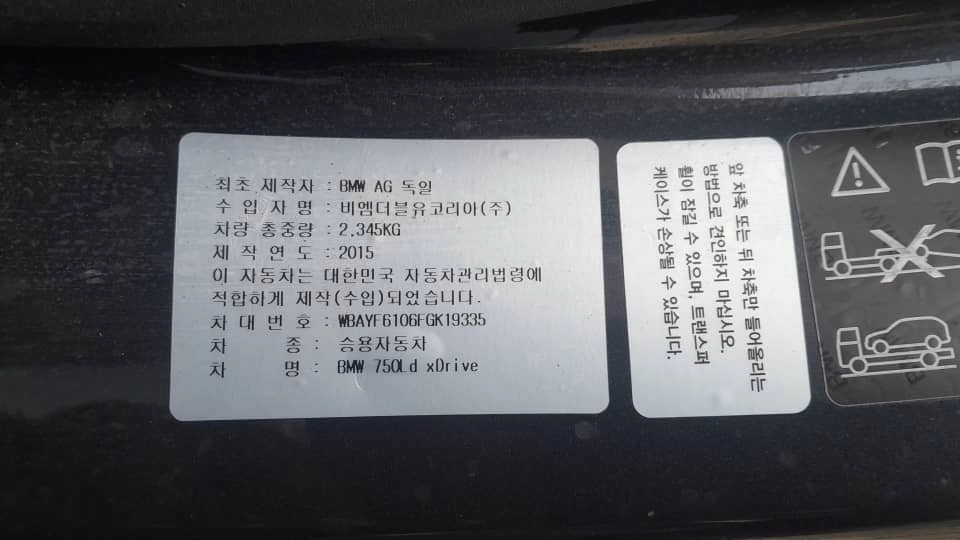 최초 제작자 : BMW AG 독일
수 입 자 명 : 비엠더블유코리아(주)
차량 총중량 : 2,345KG
제 작 연 도 : 2015
이 자동차는 대한민국 자동차관리법령에
적합하게 제작(수입)되었습니다.
차 대 번 호 : WBAYF6106FGK19335
차 종 : 승용자동차
차 명 : BMW 750Ld xDrive
앞 차축 또는 뒤 차축만 들어올리는
방법으로 견인하지 마십시오.
휠이 잠길 수 있으며, 트랜스퍼
케이스가 손상될 수 있습니다.